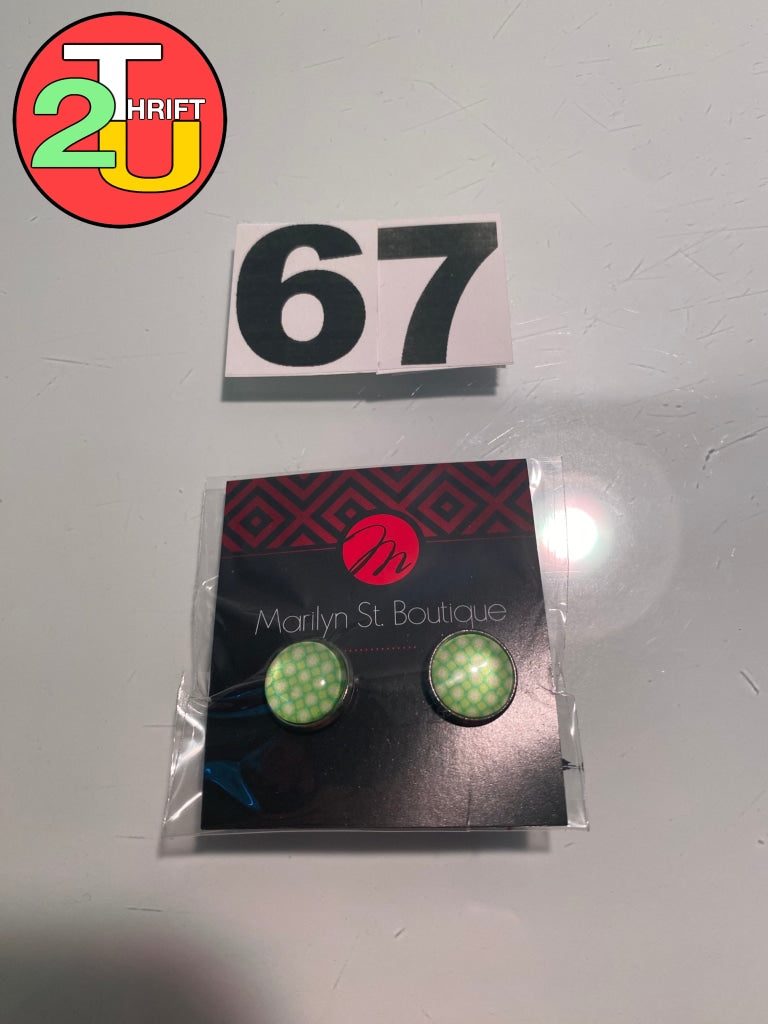 2 THRIFT U
67
m
Marilyn St. Boutique